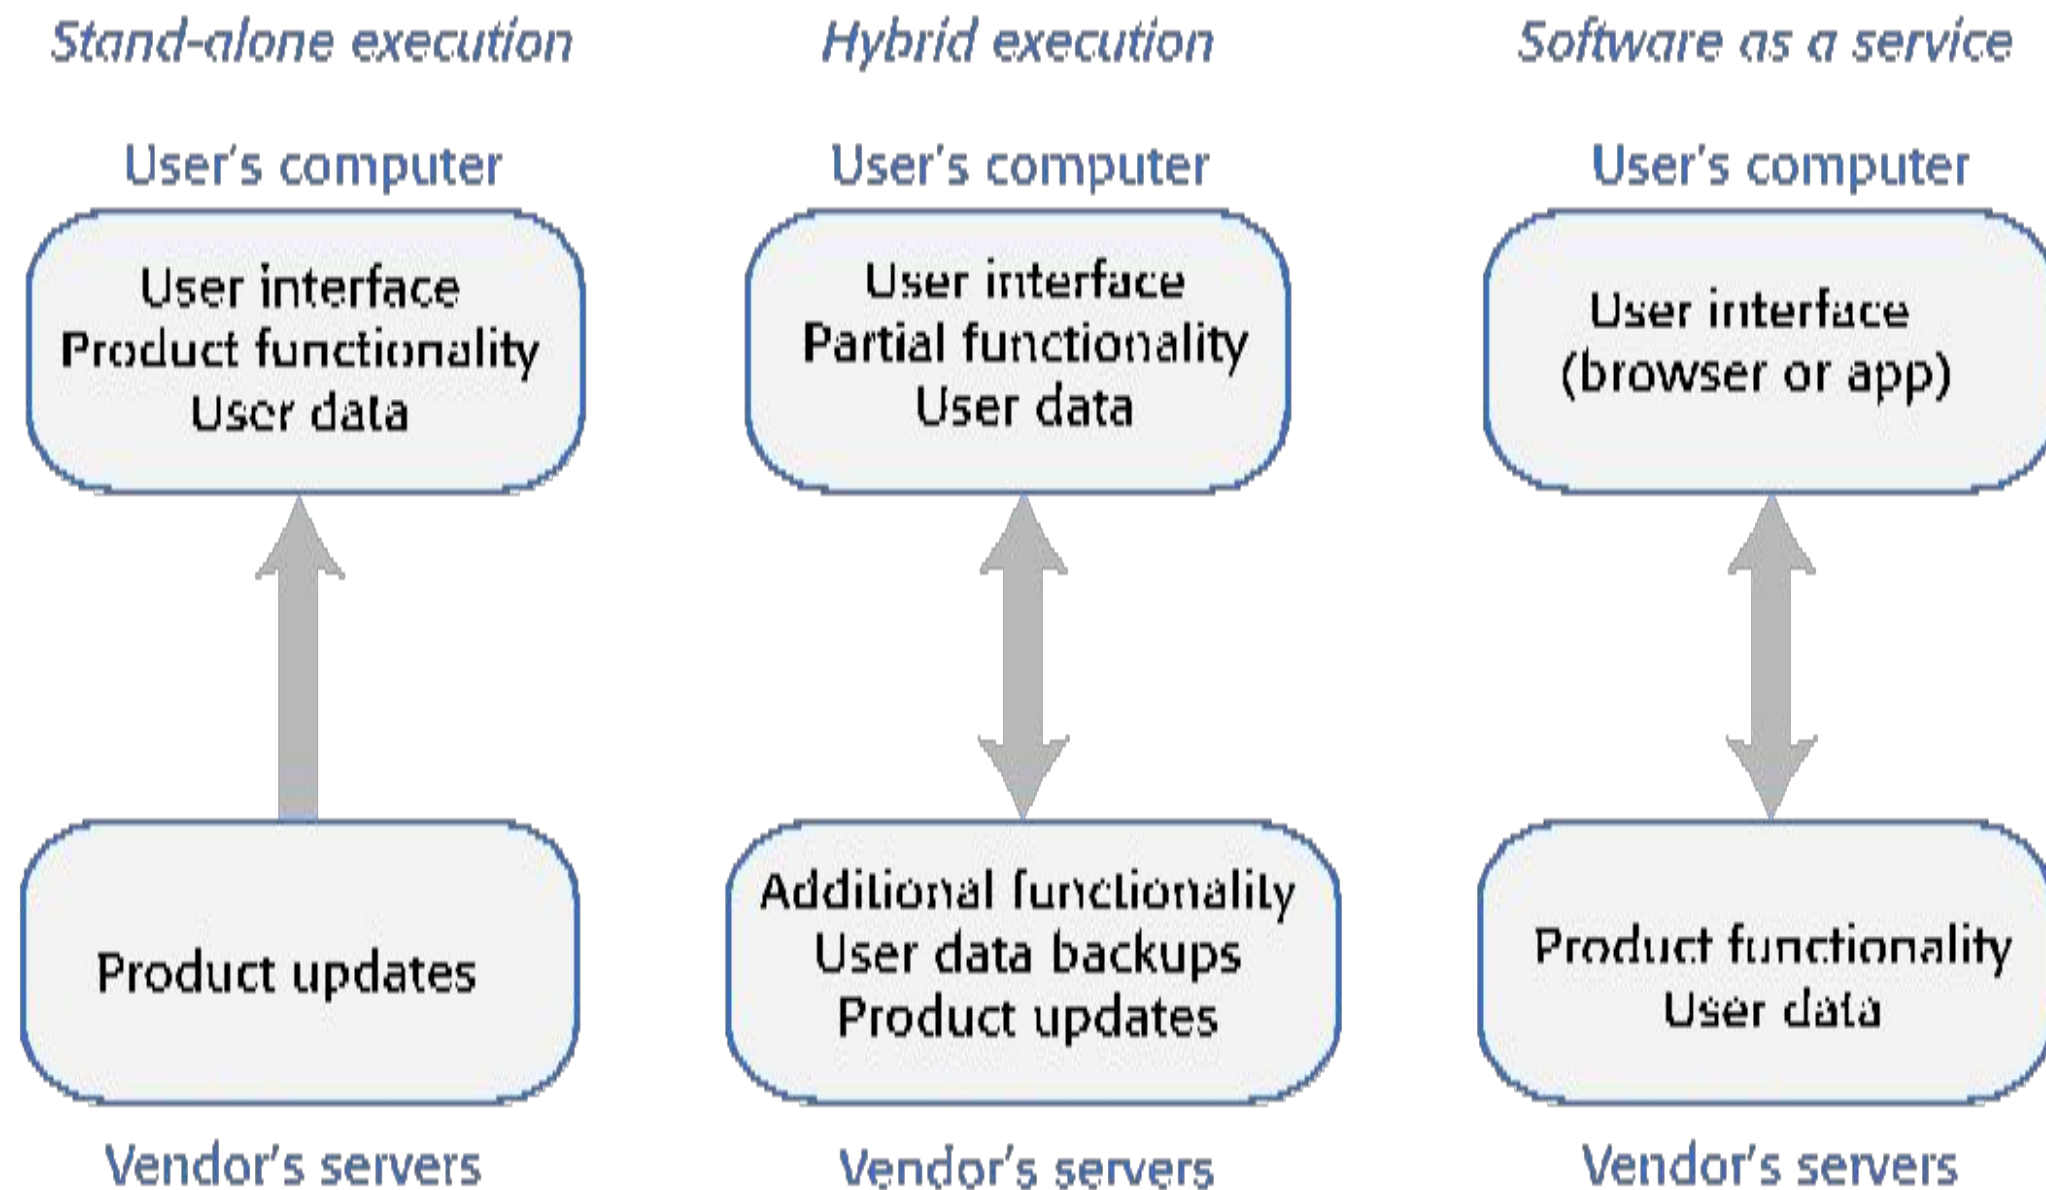 Stand-alone execution
User's computer
User interface
Product functionality
User data
Product updates
Vendor's servers
Hybrid execution
User's computer
User interface
Partial functionality
User data
Additional functionality
User data backups
Product updates
Vendor's servers
Software as a service
User's computer
User interface
(browser or app)
Product functionality
User data
Vendor's servers